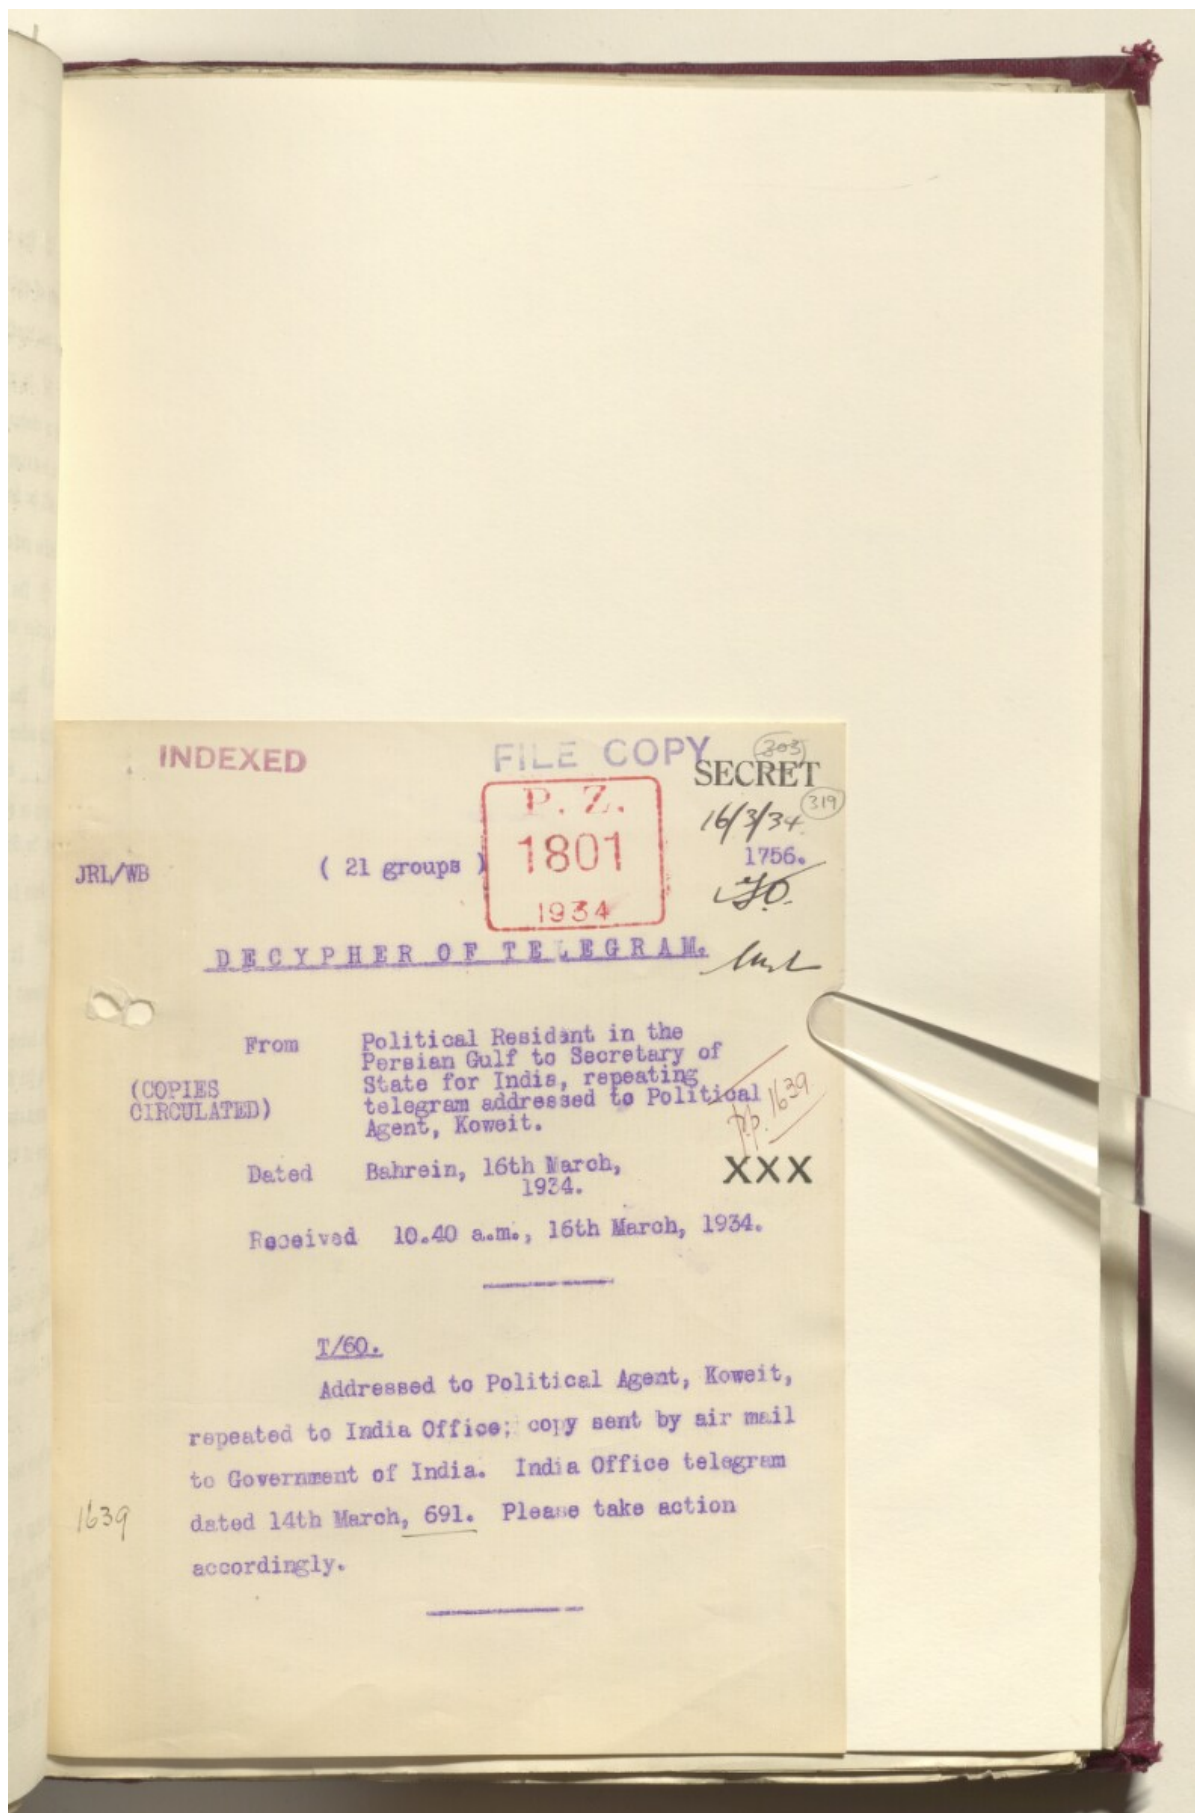 INDEXED
FILE COPY
303
SECRET
319
P. Z.
16/3/34.
1801
1756.
JRL/WB
( 21 groups )
1934
DECYPHER OF TELEGRAM.
From Political Resident in the
Persian Gulf to Secretary of
(COPIES State for India, repeating
CIRCULATED) telegram addressed to Political
Agent, Koweit.
p.p. 1639.
XXX
Dated Bahrein, 16th March,
1934.
Received 10.40 a.m., 16th March, 1934.
T/60.
Addressed to Political Agent, Koweit,
repeated to India Office; copy sent by air mail
to Government of India. India Office telegram
1639 dated 14th March, 691. Please take action
accordingly.